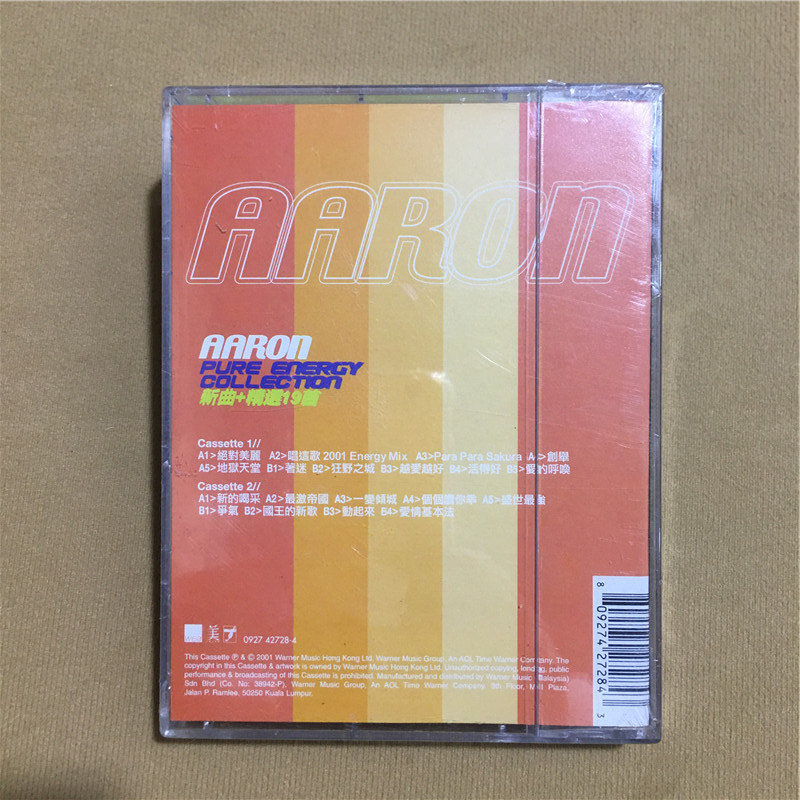 AARON
AARON
PURE ENERGY
COLLECTION
新曲+精選19首
Cassette 1//
A1>絕對美麗 A2>唱這歌 2001 Energy Mix A3>Para Para Sakura A4>創舉
A5>地獄天堂 B1>著迷 B2>狂野之城 B3>越愛越好 B4>活得好 B5>愛的呼喚
Cassette 2//
A1>新的喝采 A2>最激帝國 A3>一變傾城 A4>個個讚你乖 A5>盛世最強
B1>爭氣 B2>國王的新歌 B3>動起來 B4>愛情基本法
0927 42728-4
This Cassette Ⓟ & © 2001 Warner Music Hong Kong Ltd, Warner Music Group, An AOL Time Warner Company. The
copyright in this Cassette & artwork is owned by Warner Music Hong Kong Ltd. Unauthorized copying, lending, public
performance & broadcasting of this Cassette is prohibited. Manufactured and distributed by Warner Music (Malaysia)
Sdn Bhd (Co. No: 38942-P), Warner Music Group, An AOL Time Warner Company. 9th Floor, MUI Plaza,
Jalan P. Ramlee, 50250 Kuala Lumpur.
8 09274 27284 3